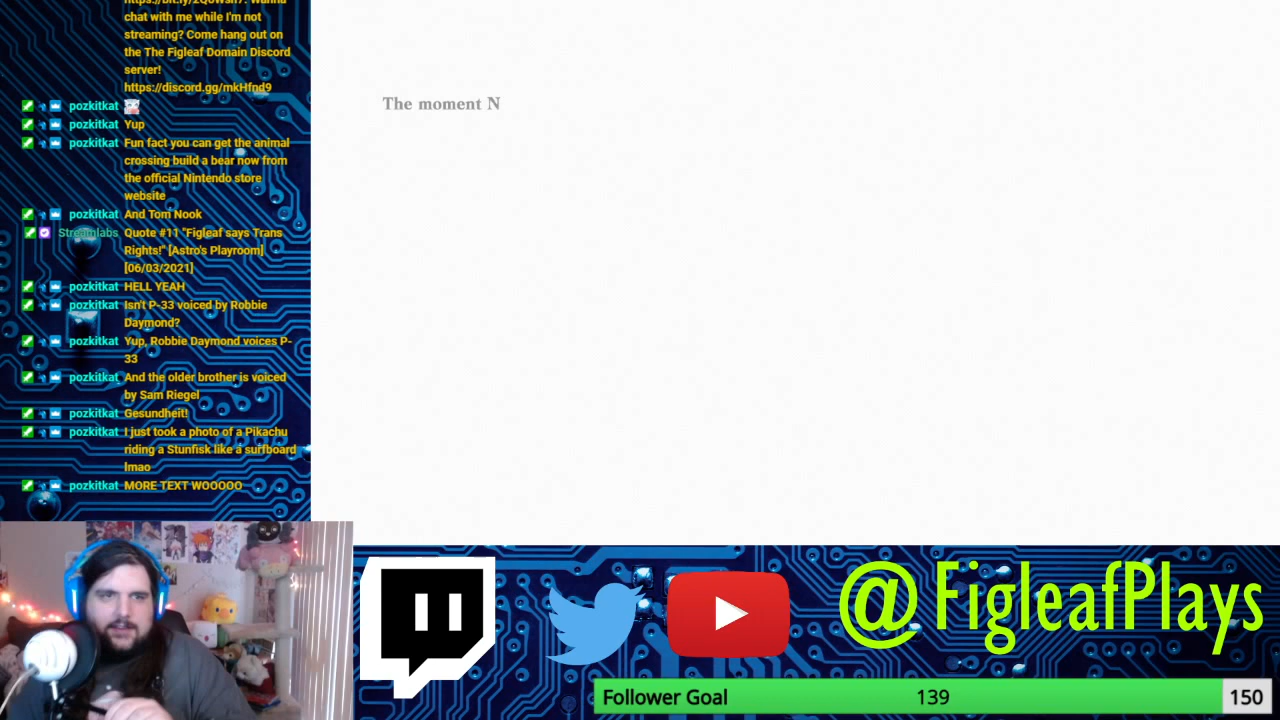 https://bit.ly/2Q0wsh7. Wanna
chat with me while I'm not
streaming? Come hang out on
the The Figleaf Domain Discord
server!
https://discord.gg/mkHfnd9
pozkitkat
pozkitkat Yup
pozkitkat Fun fact you can get the animal
crossing build a bear now from
the official Nintendo store
website
pozkitkat And Tom Nook
Streamlabs Quote #11 "Figleaf says Trans
Rights!" [Astro's Playroom]
[06/03/2021]
pozkitkat HELL YEAH
pozkitkat Isn't P-33 voiced by Robbie
Daymond?
pozkitkat Yup, Robbie Daymond voices P-
33
pozkitkat And the older brother is voiced
by Sam Riegel
pozkitkat Gesundheit!
pozkitkat I just took a photo of a Pikachu
riding a Stunfisk like a surfboard
lmao
pozkitkat MORE TEXT WOOOOO
The moment N
@FigleafPlays
Follower Goal 139 150